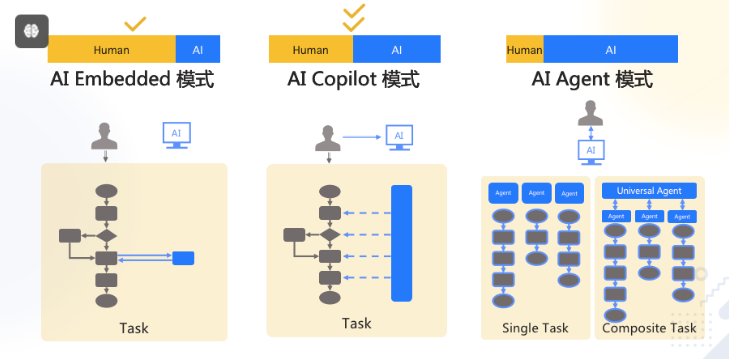 Human AI
AI Embedded 模式
AI
Task
Human AI
AI Copilot 模式
AI
Task
Human AI
AI Agent 模式
AI
Agent Agent Agent
Single Task
Universal Agent
Agent Agent Agent
Composite Task